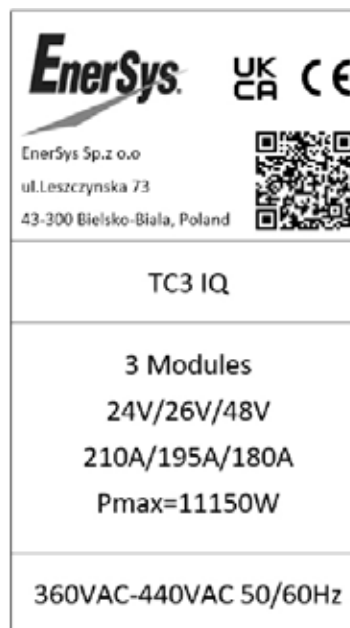 EnerSys.
UK
CA
CE
EnerSys Sp.z o.o
ul.Leszczynska 73
43-300 Bielsko-Biala, Poland
TC3 IQ
3 Modules
24V/26V/48V
210A/195A/180A
Pmax=11150W
360VAC-440VAC 50/60Hz